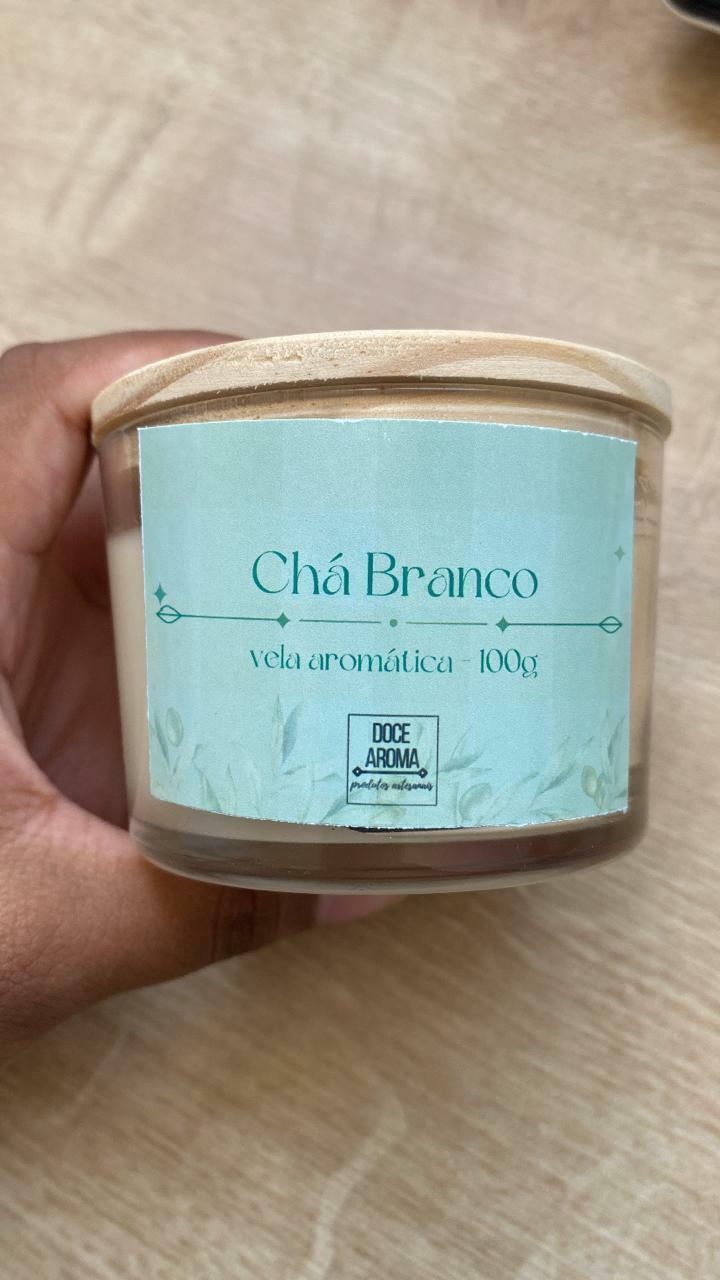 Chá Branco
vela aromática - 100g
DOCE
AROMA
produtos artesanais